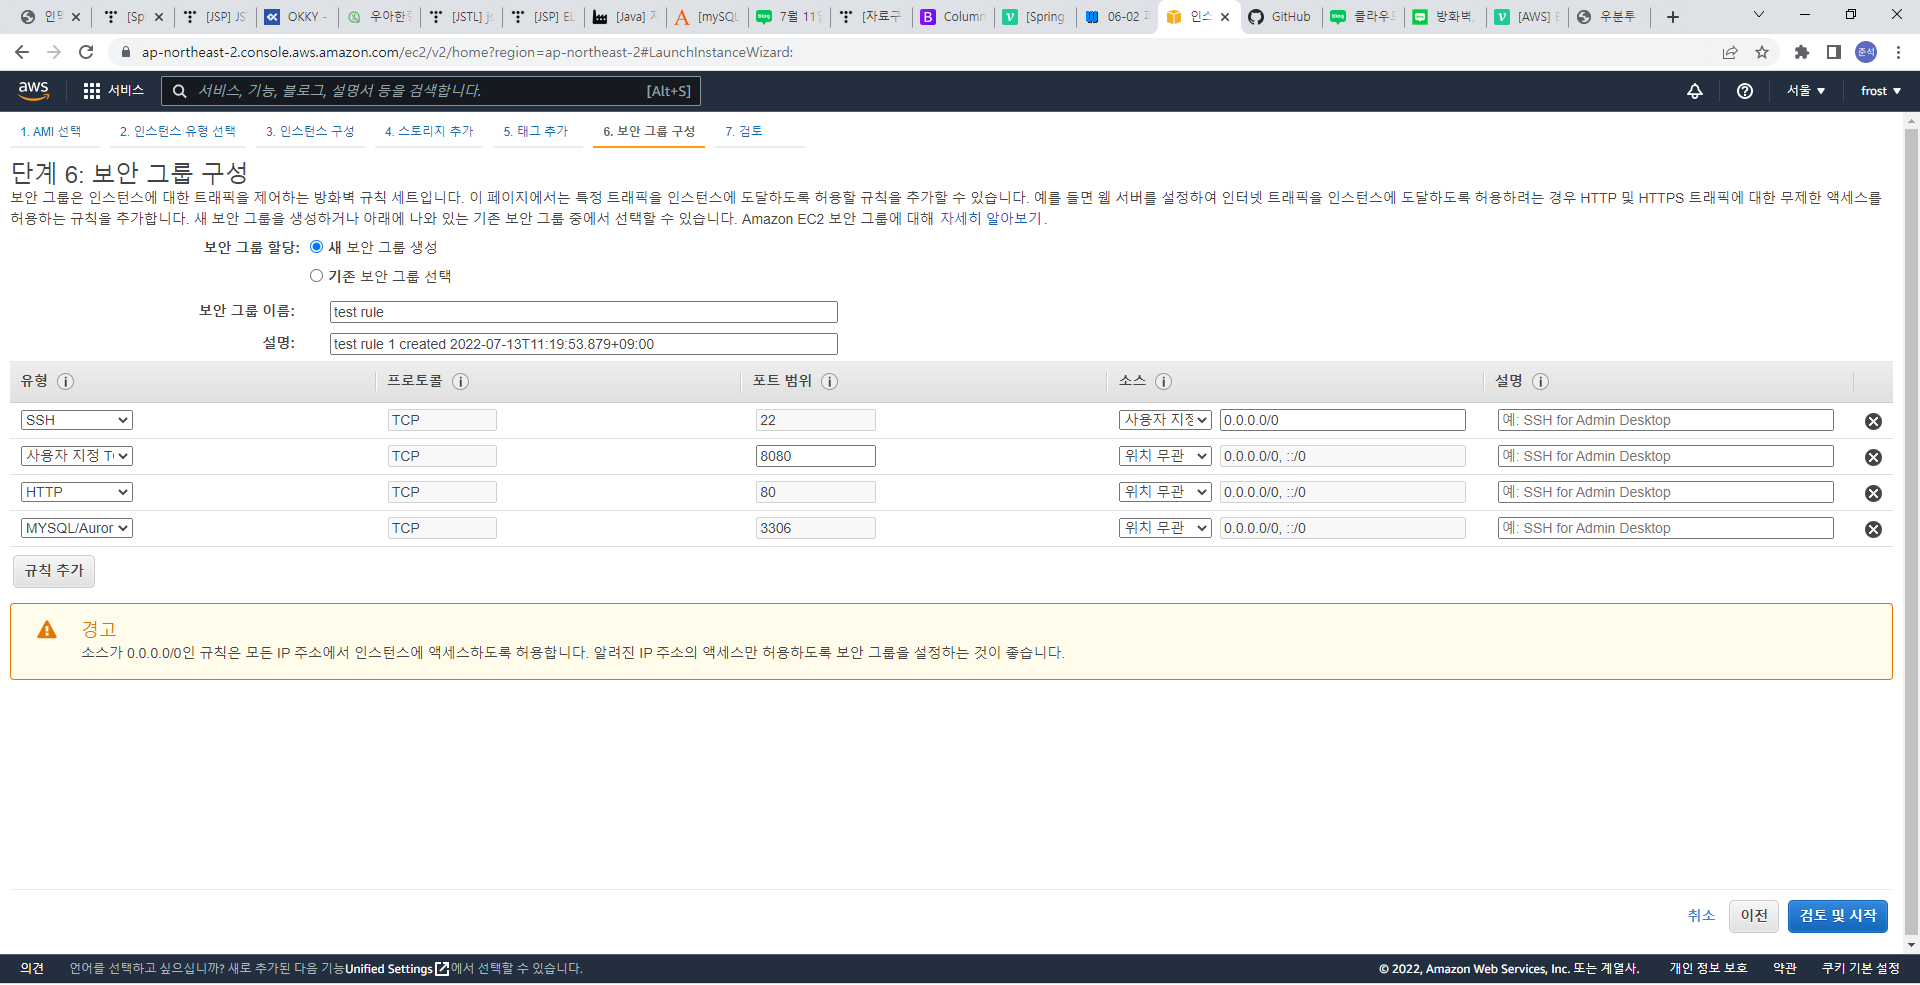 인덕
[Spr
[JSP] JS
OKKY -
우아한형
[JSTL] js
[JSP] EL
[Java] 자
[mySQL
7월 11일
[자료구
Column
[Spring
06-02 파
인스
GitHub
클라우드
방화벽,
[AWS] E
우분투
ap-northeast-2.console.aws.amazon.com/ec2/v2/home?region=ap-northeast-2#LaunchInstanceWizard:
준석
aws 서비스 서비스, 기능, 블로그, 설명서 등을 검색합니다. [Alt+S] 서울 frost
1. AMI 선택 2. 인스턴스 유형 선택 3. 인스턴스 구성 4. 스토리지 추가 5. 태그 추가 6. 보안 그룹 구성 7. 검토
단계 6: 보안 그룹 구성
보안 그룹은 인스턴스에 대한 트래픽을 제어하는 방화벽 규칙 세트입니다. 이 페이지에서는 특정 트래픽을 인스턴스에 도달하도록 허용할 규칙을 추가할 수 있습니다. 예를 들면 웹 서버를 설정하여 인터넷 트래픽을 인스턴스에 도달하도록 허용하려는 경우 HTTP 및 HTTPS 트래픽에 대한 무제한 액세스를
허용하는 규칙을 추가합니다. 새 보안 그룹을 생성하거나 아래에 나와 있는 기존 보안 그룹 중에서 선택할 수 있습니다. Amazon EC2 보안 그룹에 대해 자세히 알아보기.
보안 그룹 할당: 새 보안 그룹 생성
기존 보안 그룹 선택
보안 그룹 이름: test rule
설명: test rule 1 created 2022-07-13T11:19:53.879+09:00
유형 프로토콜 포트 범위 소스 설명
SSH TCP 22 사용자 지정 0.0.0.0/0 예: SSH for Admin Desktop
사용자 지정 T TCP 8080 위치 무관 0.0.0.0/0, ::/0 예: SSH for Admin Desktop
HTTP TCP 80 위치 무관 0.0.0.0/0, ::/0 예: SSH for Admin Desktop
MYSQL/Auror TCP 3306 위치 무관 0.0.0.0/0, ::/0 예: SSH for Admin Desktop
규칙 추가
경고
소스가 0.0.0.0/0인 규칙은 모든 IP 주소에서 인스턴스에 액세스하도록 허용합니다. 알려진 IP 주소의 액세스만 허용하도록 보안 그룹을 설정하는 것이 좋습니다.
취소 이전 검토 및 시작
의견 언어를 선택하고 싶으십니까? 새로 추가된 다음 기능Unified Settings에서 선택할 수 있습니다. © 2022, Amazon Web Services, Inc. 또는 계열사. 개인 정보 보호 약관 쿠키 기본 설정